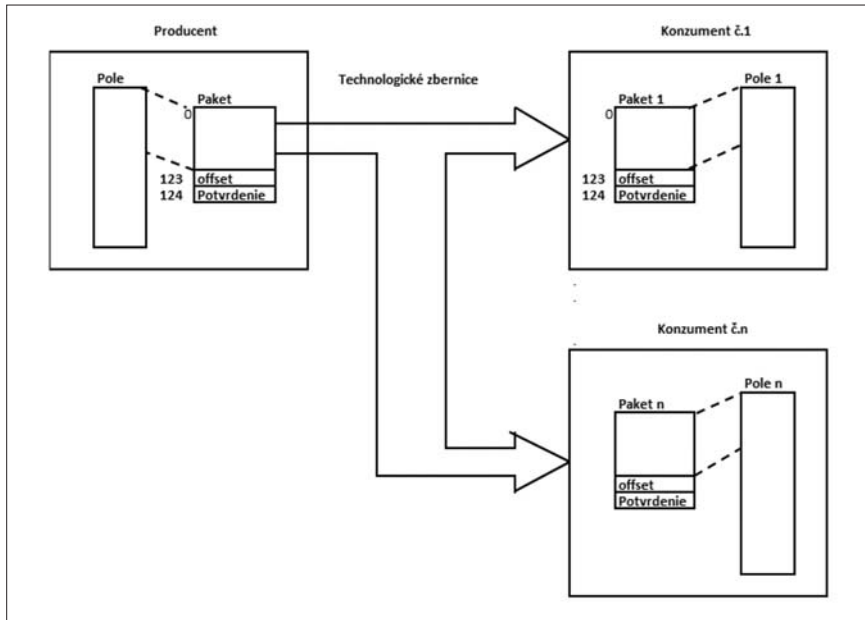 Producent
Pole
Paket
0
123
offset
124
Potvrdenie
Technologické zbernice
Konzument č.1
Paket 1
Pole 1
0
123
offset
124
Potvrdenie
Konzument č.n
Paket n
Pole n
offset
Potvrdenie